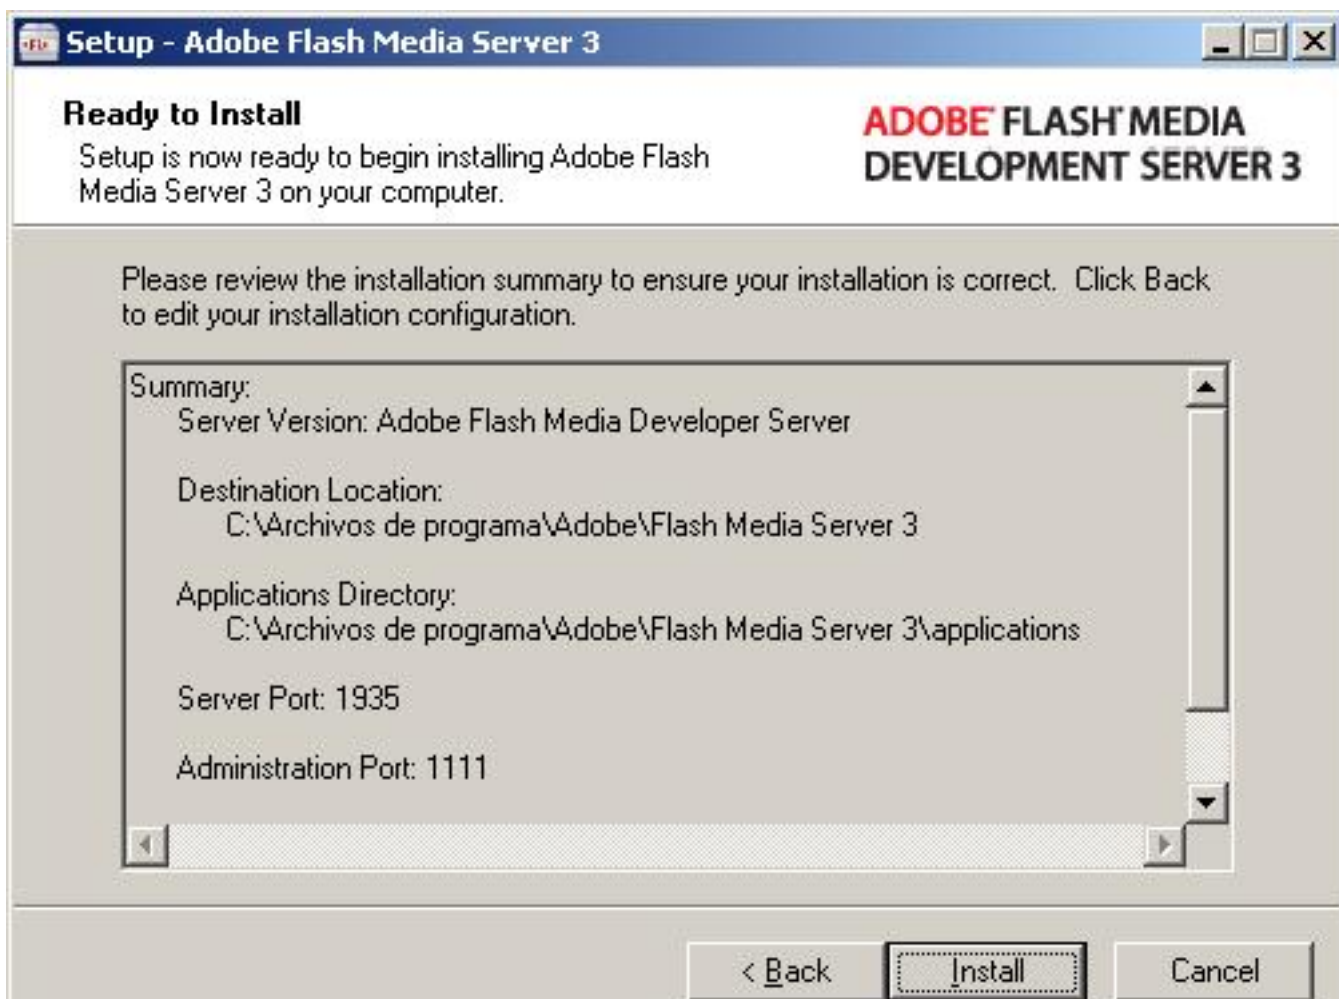 Setup - Adobe Flash Media Server 3
Ready to Install
Setup is now ready to begin installing Adobe Flash
Media Server 3 on your computer.
ADOBE FLASH MEDIA
DEVELOPMENT SERVER 3
Please review the installation summary to ensure your installation is correct.  Click Back
to edit your installation configuration.
Summary:
Server Version: Adobe Flash Media Developer Server
Destination Location:
C:\Archivos de programa\Adobe\Flash Media Server 3
Applications Directory:
C:\Archivos de programa\Adobe\Flash Media Server 3\applications
Server Port: 1935
Administration Port: 1111
< Back
Install
Cancel